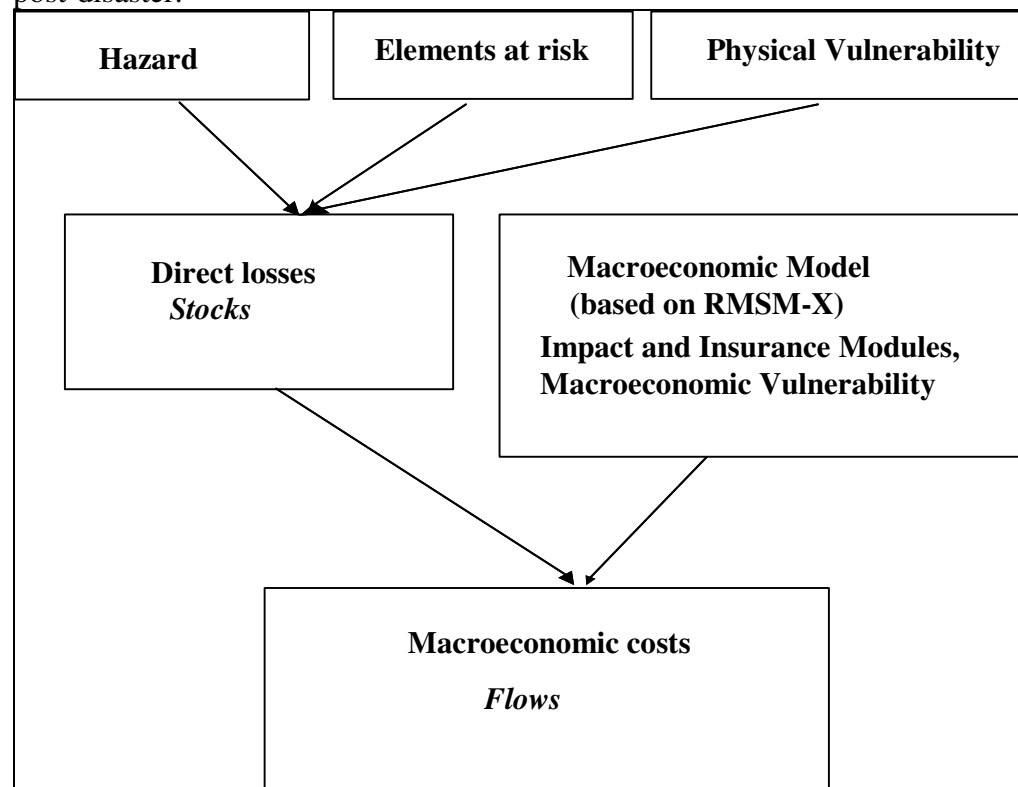 post-disaster.
Hazard
Elements at risk
Physical Vulnerability
Direct losses
Stocks
Macroeconomic Model
(based on RMSM-X)
Impact and Insurance Modules,
Macroeconomic Vulnerability
Macroeconomic costs
Flows